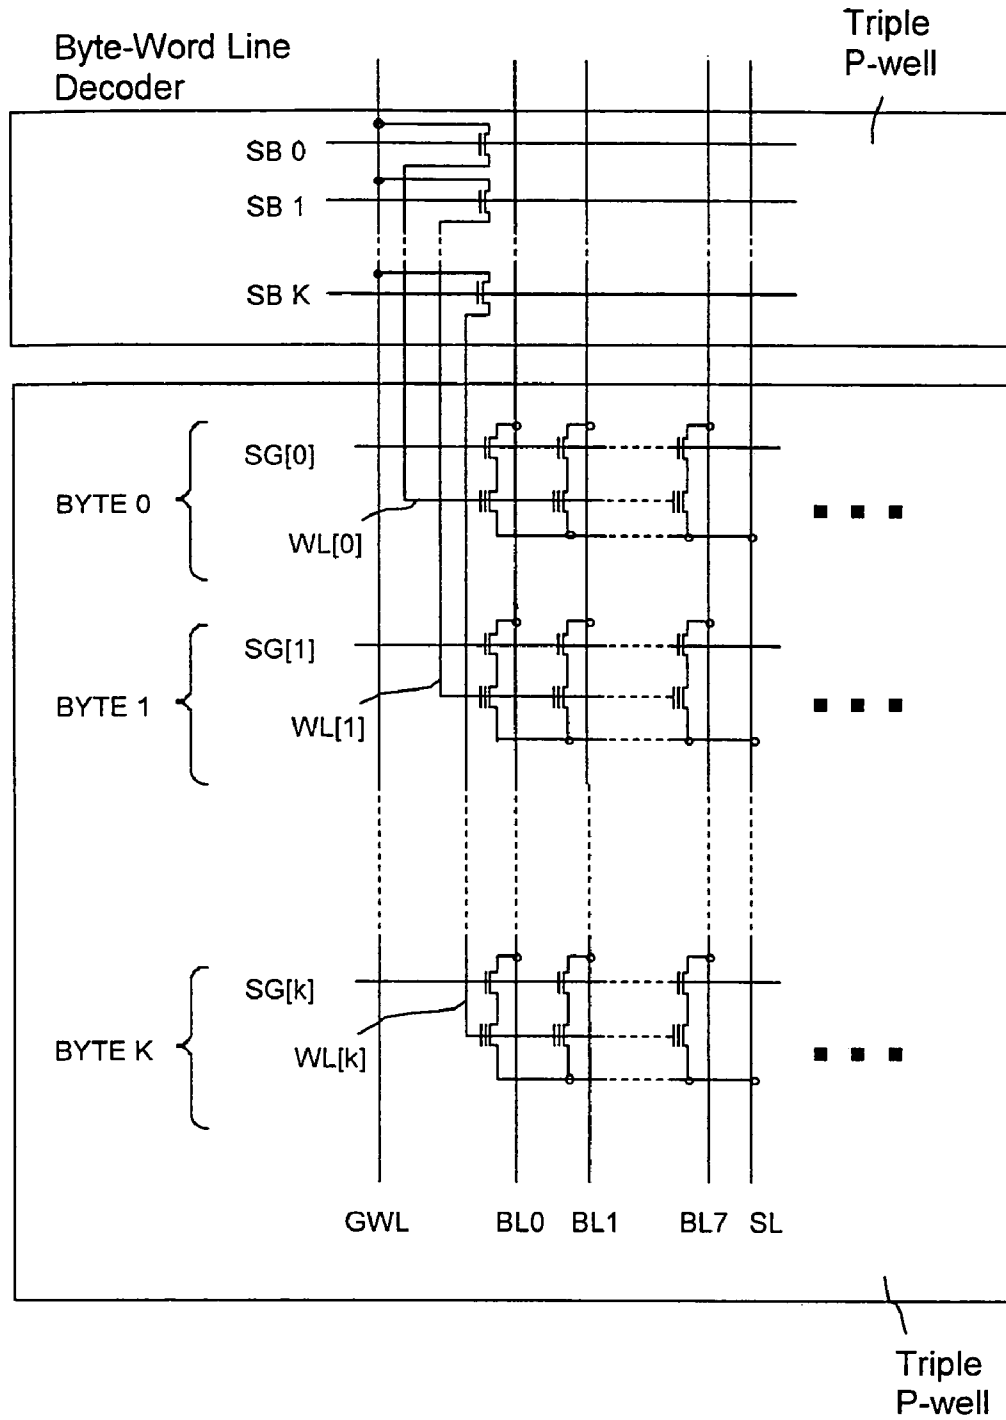 Byte-Word Line
Decoder
Triple
P-well
SB 0
SB 1
SB K
BYTE 0
SG[0]
WL[0]
BYTE 1
SG[1]
WL[1]
BYTE K
SG[k]
WL[k]
GWL
BL0
BL1
BL7
SL
Triple
P-well